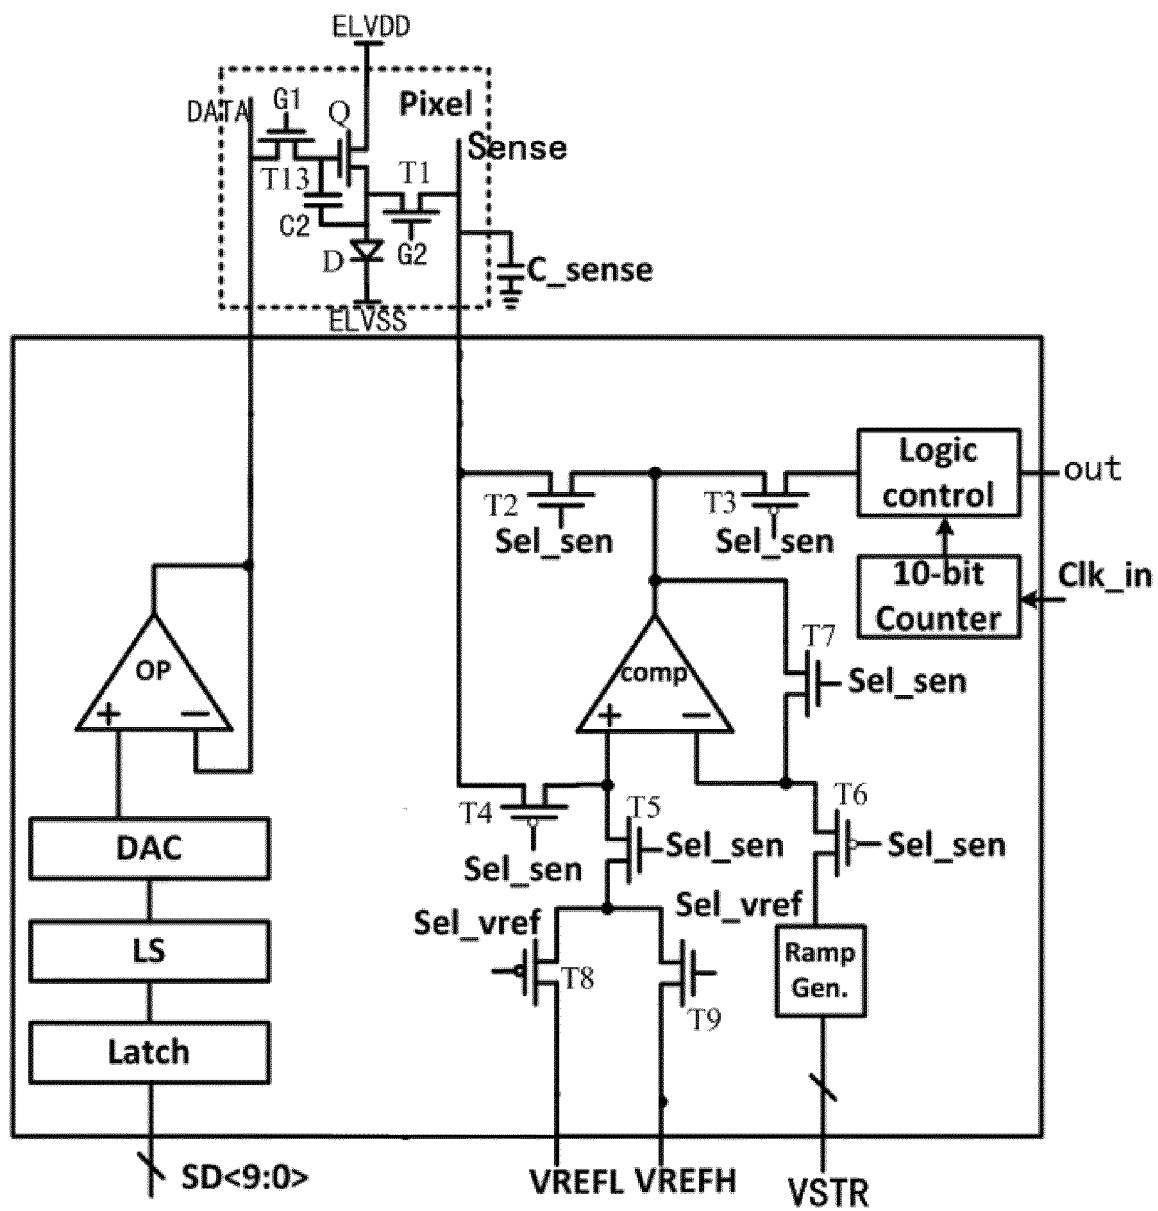 ELVDD
DATA
G1
Q
Pixel
Sense
T13
T1
C2
D
G2
C_sense
ELVSS
T2
Sel_sen
T3
Sel_sen
Logic
control
out
10-bit
Counter
Clk_in
OP
+
−
comp
+
−
T7
Sel_sen
T4
Sel_sen
T5
Sel_sen
T6
Sel_sen
DAC
LS
Latch
Sel_vref
T8
Sel_vref
T9
Ramp
Gen.
SD<9:0>
VREFL
VREFH
VSTR